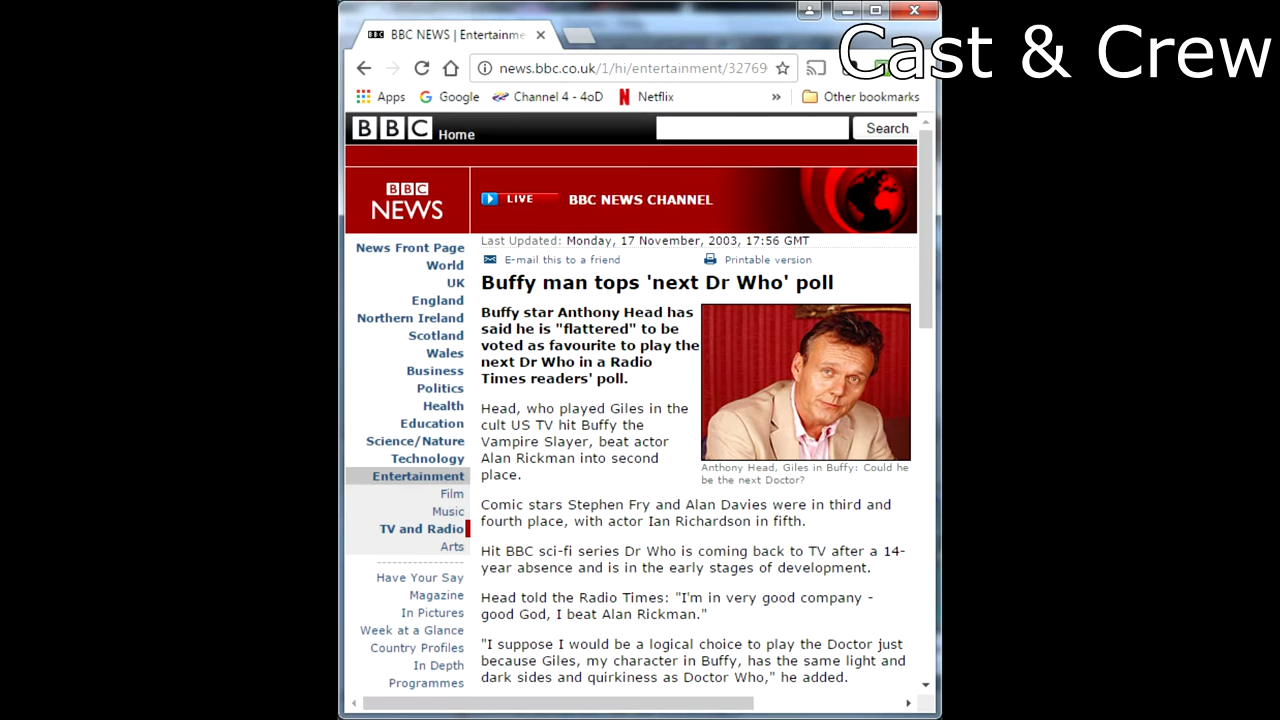 Cast & Crew
BBC NEWS | Entertainme
news.bbc.co.uk/1/hi/entertainment/32769
Apps Google Channel 4 - 4oD Netflix » Other bookmarks
BBC Home Search
BBC
NEWS
LIVE BBC NEWS CHANNEL
News Front Page
World
UK
England
Northern Ireland
Scotland
Wales
Business
Politics
Health
Education
Science/Nature
Technology
Entertainment
Film
Music
TV and Radio
Arts
Have Your Say
Magazine
In Pictures
Week at a Glance
Country Profiles
In Depth
Programmes
Last Updated: Monday, 17 November, 2003, 17:56 GMT
E-mail this to a friend Printable version
Buffy man tops 'next Dr Who' poll
Buffy star Anthony Head has
said he is "flattered" to be
voted as favourite to play the
next Dr Who in a Radio
Times readers' poll.
Head, who played Giles in the
cult US TV hit Buffy the
Vampire Slayer, beat actor
Alan Rickman into second
place.
Anthony Head, Giles in Buffy: Could he
be the next Doctor?
Comic stars Stephen Fry and Alan Davies were in third and
fourth place, with actor Ian Richardson in fifth.
Hit BBC sci-fi series Dr Who is coming back to TV after a 14-
year absence and is in the early stages of development.
Head told the Radio Times: "I'm in very good company -
good God, I beat Alan Rickman."
"I suppose I would be a logical choice to play the Doctor just
because Giles, my character in Buffy, has the same light and
dark sides and quirkiness as Doctor Who," he added.